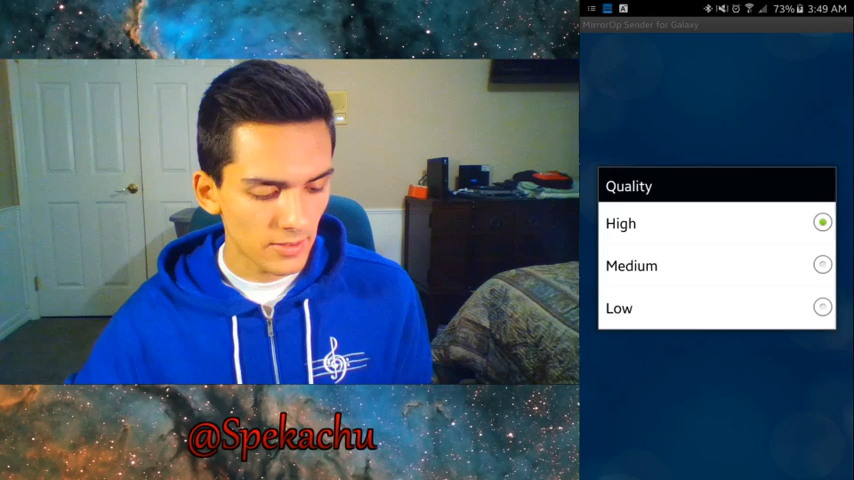 73% 3:49 AM
MirrorOp Sender for Galaxy
Quality
High
Medium
Low
@Spekachu